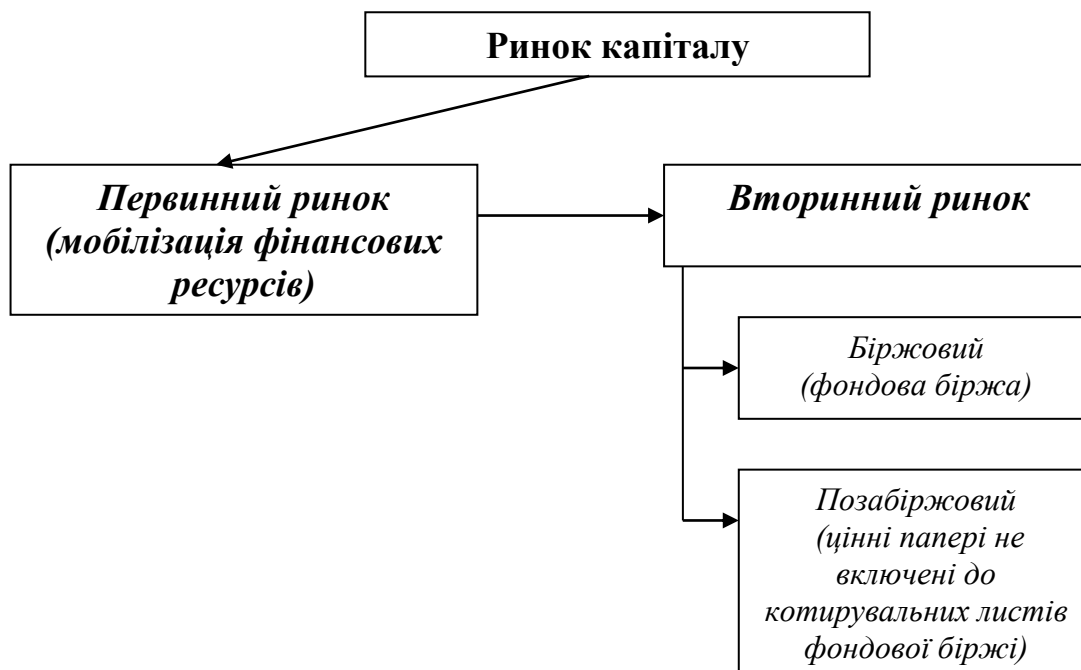 Ринок капіталу
Первинний ринок
(мобілізація фінансових
ресурсів)
Вторинний ринок
Біржовий
(фондова біржа)
Позабіржовий
(цінні папері не
включені до
котирувальних листів
фондової біржі)